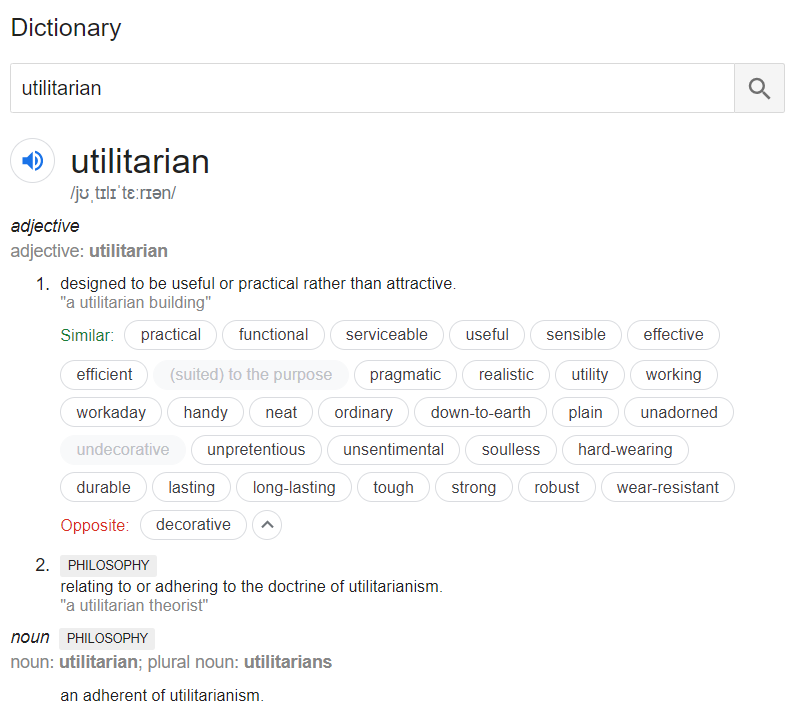 Dictionary
utilitarian
utilitarian
/jʊˌtɪlɪˈtɛːrɪən/
adjective
adjective: utilitarian
1. designed to be useful or practical rather than attractive.
"a utilitarian building"
Similar: practical functional serviceable useful sensible effective
efficient (suited) to the purpose pragmatic realistic utility working
workaday handy neat ordinary down-to-earth plain unadorned
undecorative unpretentious unsentimental soulless hard-wearing
durable lasting long-lasting tough strong robust wear-resistant
Opposite: decorative
2. PHILOSOPHY
relating to or adhering to the doctrine of utilitarianism.
"a utilitarian theorist"
noun PHILOSOPHY
noun: utilitarian; plural noun: utilitarians
an adherent of utilitarianism.